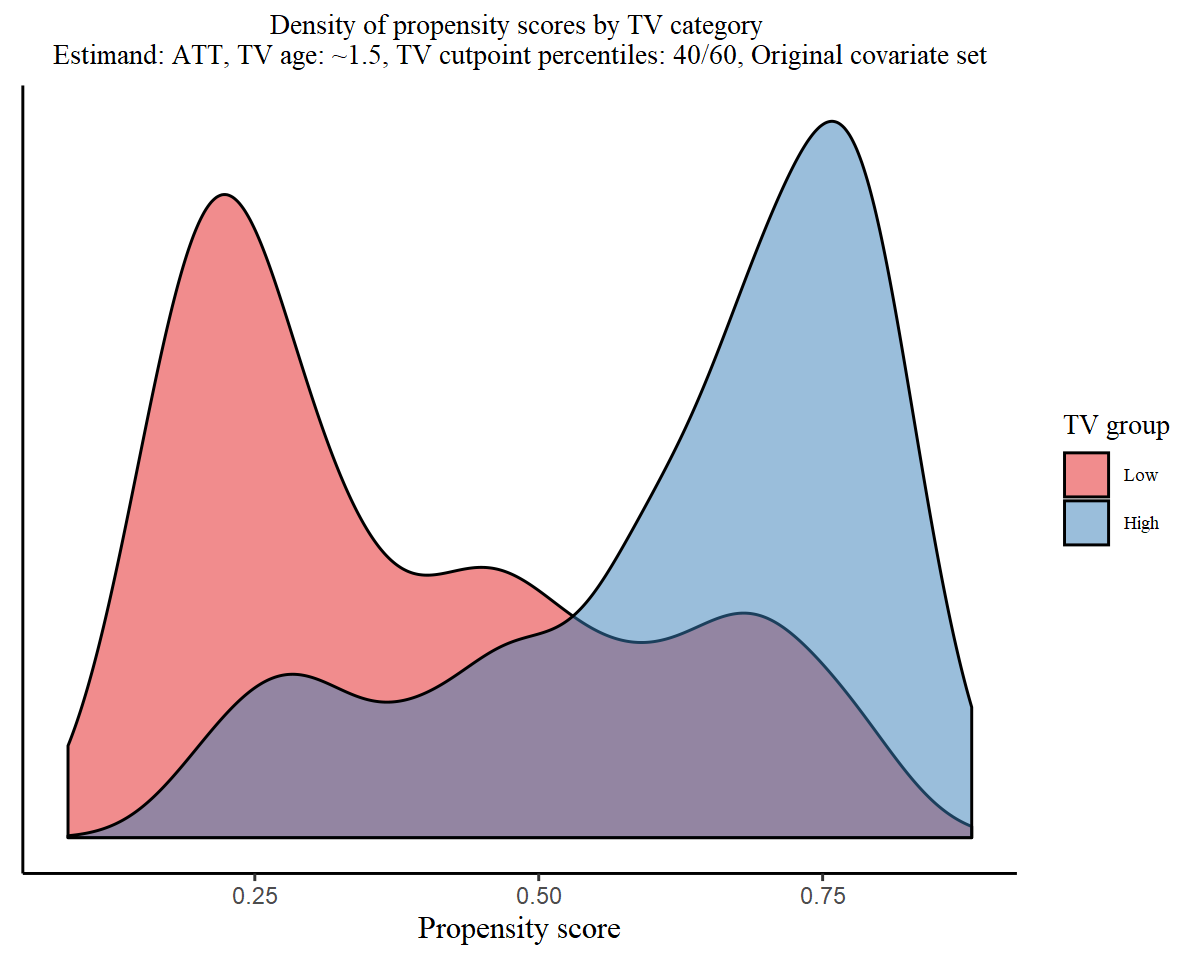 Density of propensity scores by TV category
Estimand: ATT, TV age: ~1.5, TV cutpoint percentiles: 40/60, Original covariate set
TV group
Low
High
0.25 0.50 0.75
Propensity score